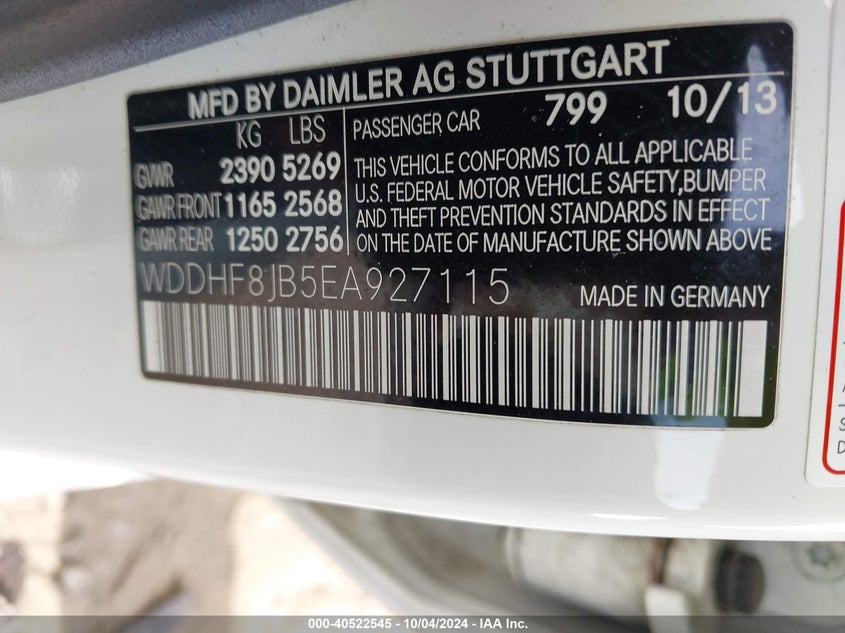 MFD BY DAIMLER AG STUTTGART
KG LBS
GVWR 2390 5269
GAWR FRONT 1165 2568
GAWR REAR 1250 2756
PASSENGER CAR 799 10/13
THIS VEHICLE CONFORMS TO ALL APPLICABLE
U.S. FEDERAL MOTOR VEHICLE SAFETY,BUMPER
AND THEFT PREVENTION STANDARDS IN EFFECT
ON THE DATE OF MANUFACTURE SHOWN ABOVE
WDDHF8JB5EA927115 MADE IN GERMANY
000-40522545 - 10/04/2024 - IAA Inc.